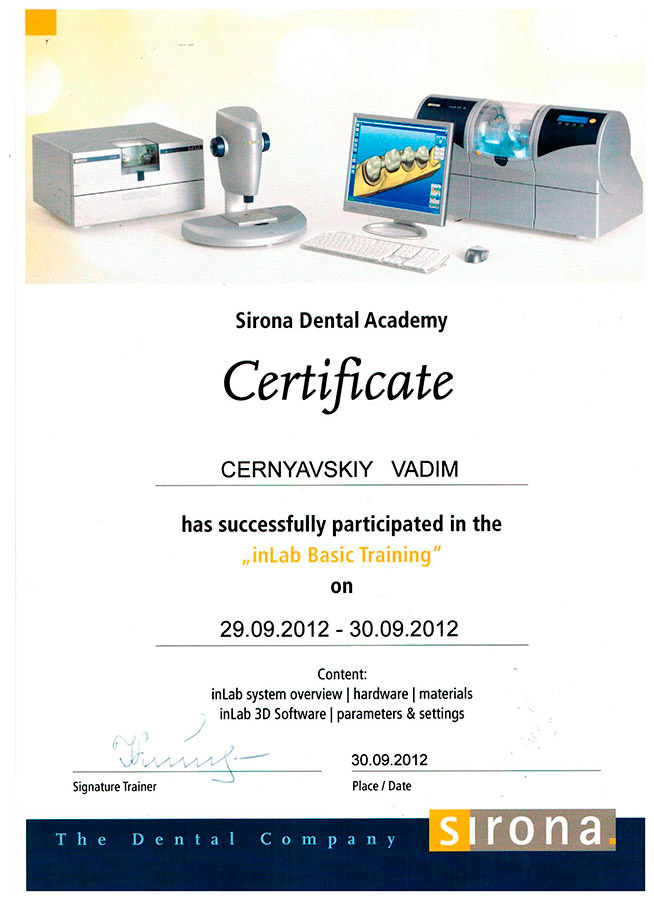 Sirona Dental Academy
Certificate
CERNYAVSKIY VADIM
has successfully participated in the
„inLab Basic Training“
on
29.09.2012 - 30.09.2012
Content:
inLab system overview | hardware | materials
inLab 3D Software | parameters & settings
30.09.2012
Signature Trainer
Place / Date
The Dental Company
sirona.